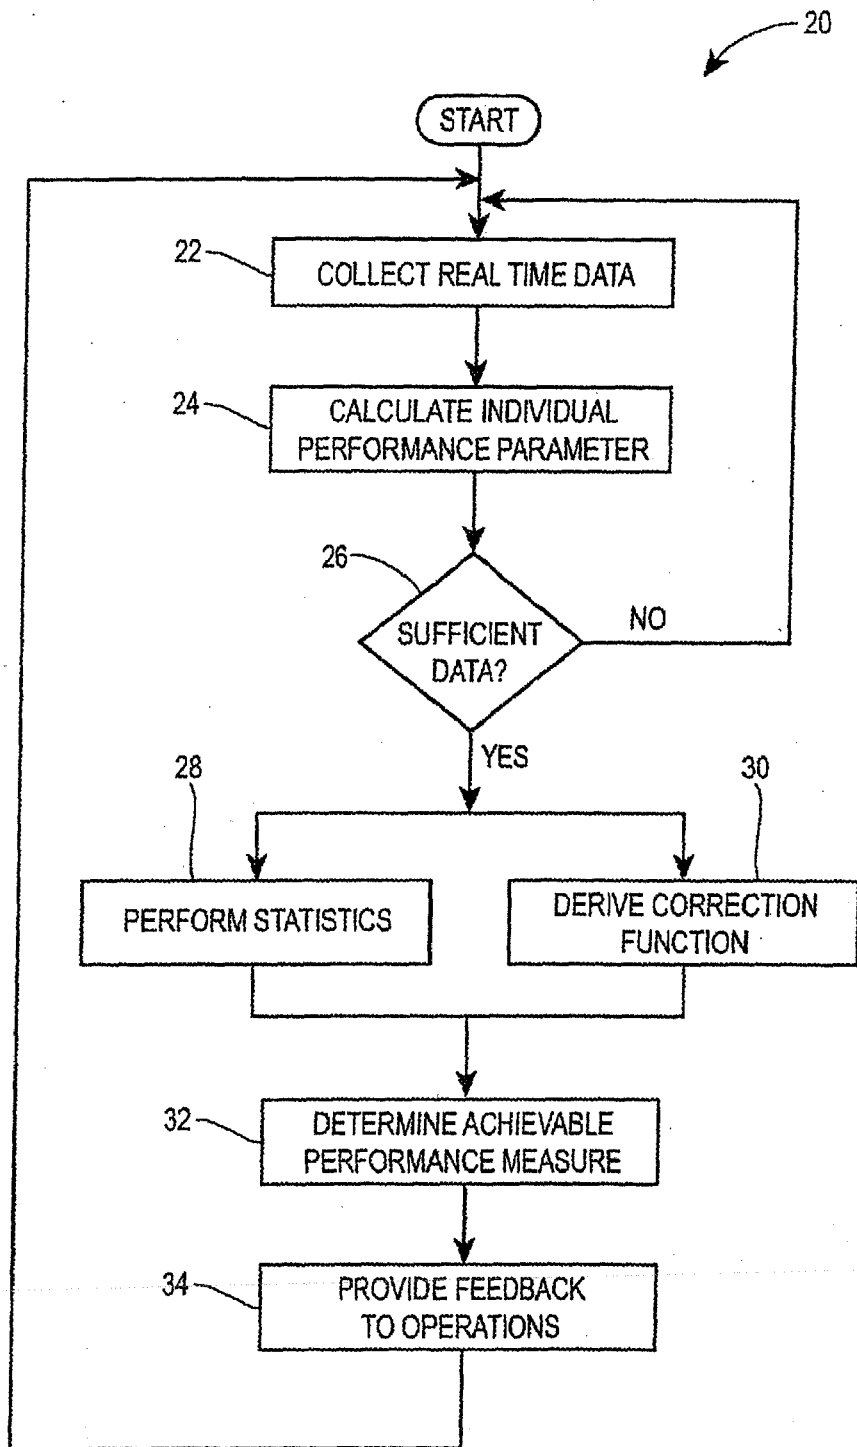 20
START
22
COLLECT REAL TIME DATA
24
CALCULATE INDIVIDUAL
PERFORMANCE PARAMETER
26
SUFFICIENT
DATA?
NO
YES
28
30
PERFORM STATISTICS
DERIVE CORRECTION
FUNCTION
32
DETERMINE ACHIEVABLE
PERFORMANCE MEASURE
34
PROVIDE FEEDBACK
TO OPERATIONS